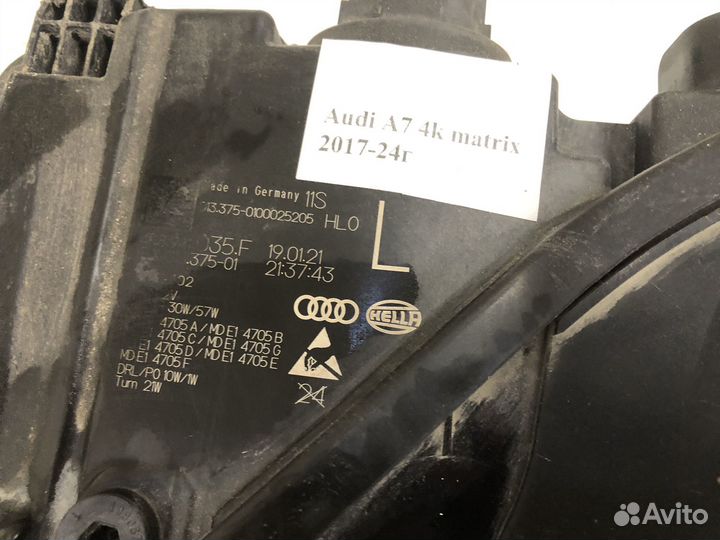 Audi A7 4k matrix
2017-24г
ade in Germany 11S
13.375-0100025205 HL0
035.F 19.01.21
.375-01 21:37:43
L
02
V
30W/57W
HELLA
4705 A / MD E1 4705 B
4705 C / MD E1 4705 G
E1 4705 D / MD E1 4705 E
MD E1 4705 F
DRL/PO 10W/1W
Turn 21W
24
Avito